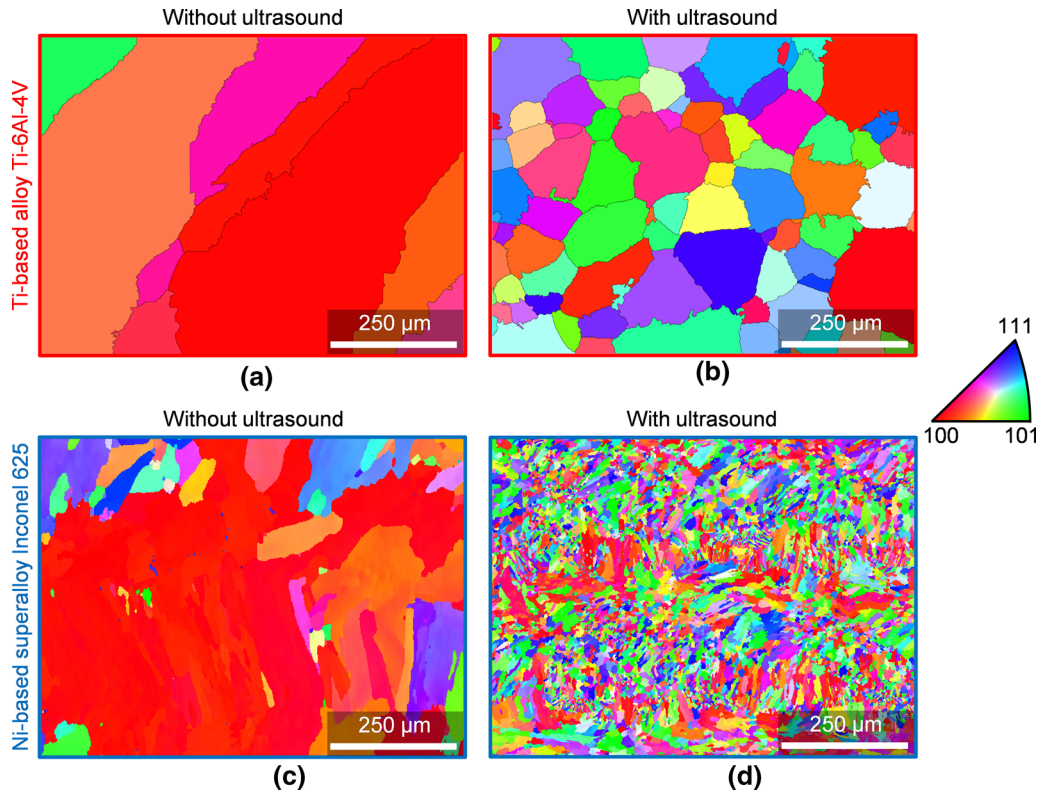 Without ultrasound
With ultrasound
Ti-based alloy Ti-6Al-4V
250 µm
250 µm
(a)
(b)
111
100
101
Without ultrasound
With ultrasound
Ni-based superalloy Inconel 625
250 µm
250 µm
(c)
(d)